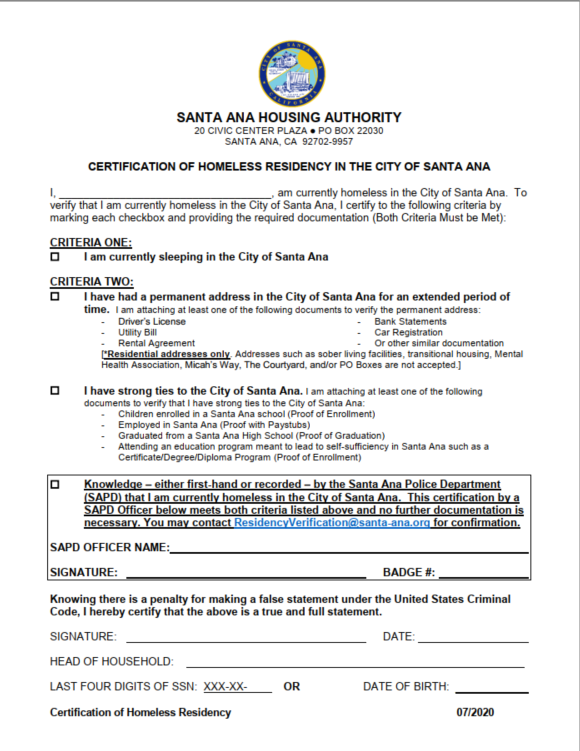 CITY OF SANTA ANA
CALIFORNIA
SANTA ANA HOUSING AUTHORITY
20 CIVIC CENTER PLAZA ● PO BOX 22030
SANTA ANA, CA 92702-9957
CERTIFICATION OF HOMELESS RESIDENCY IN THE CITY OF SANTA ANA
I, ___________________________________, am currently homeless in the City of Santa Ana. To
verify that I am currently homeless in the City of Santa Ana, I certify to the following criteria by
marking each checkbox and providing the required documentation (Both Criteria Must be Met):
CRITERIA ONE:
☐ I am currently sleeping in the City of Santa Ana
CRITERIA TWO:
☐ I have had a permanent address in the City of Santa Ana for an extended period of
time. I am attaching at least one of the following documents to verify the permanent address:
- Driver's License - Bank Statements
- Utility Bill - Car Registration
- Rental Agreement - Or other similar documentation
[*Residential addresses only. Addresses such as sober living facilities, transitional housing, Mental
Health Association, Micah's Way, The Courtyard, and/or PO Boxes are not accepted.]
☐ I have strong ties to the City of Santa Ana. I am attaching at least one of the following
documents to verify that I have strong ties to the City of Santa Ana:
- Children enrolled in a Santa Ana school (Proof of Enrollment)
- Employed in Santa Ana (Proof with Paystubs)
- Graduated from a Santa Ana High School (Proof of Graduation)
- Attending an education program meant to lead to self-sufficiency in Santa Ana such as a
Certificate/Degree/Diploma Program (Proof of Enrollment)
☐ Knowledge – either first-hand or recorded – by the Santa Ana Police Department
(SAPD) that I am currently homeless in the City of Santa Ana. This certification by a
SAPD Officer below meets both criteria listed above and no further documentation is
necessary. You may contact ResidencyVerification@santa-ana.org for confirmation.
SAPD OFFICER NAME:
SIGNATURE: BADGE #:
Knowing there is a penalty for making a false statement under the United States Criminal
Code, I hereby certify that the above is a true and full statement.
SIGNATURE: DATE:
HEAD OF HOUSEHOLD:
LAST FOUR DIGITS OF SSN: XXX-XX- OR DATE OF BIRTH:
Certification of Homeless Residency 07/2020